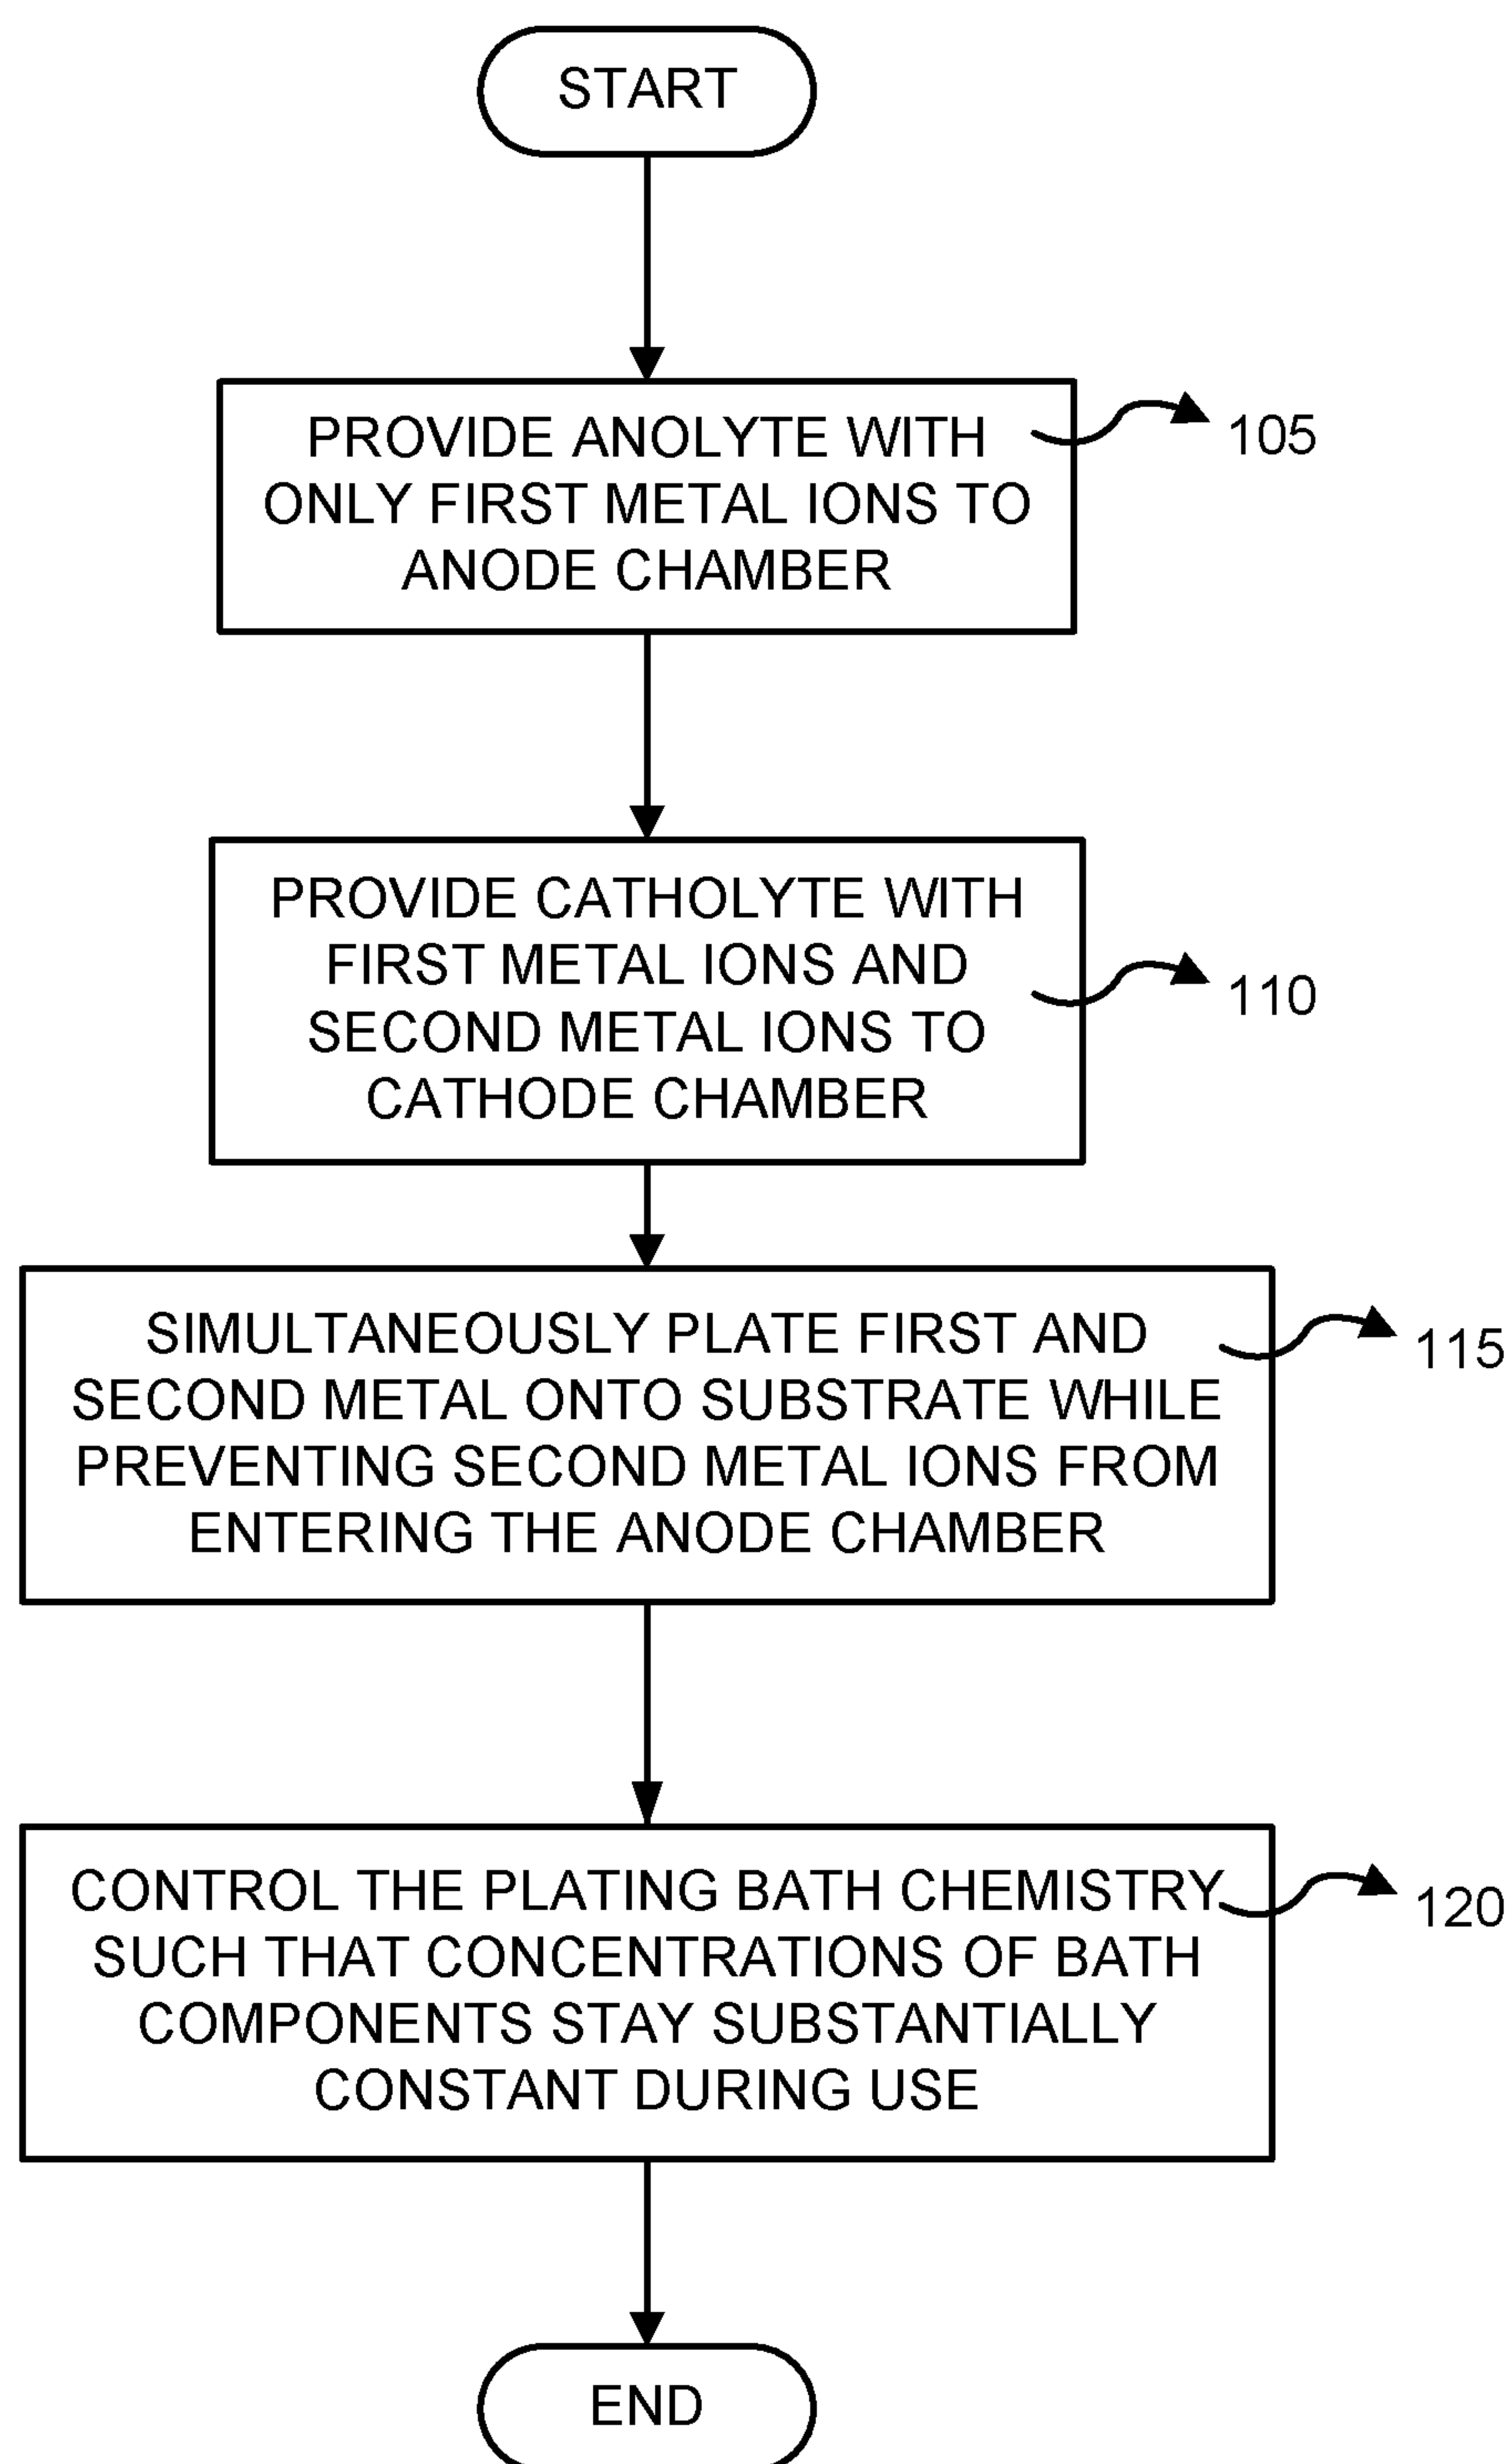 START
PROVIDE ANOLYTE WITH
ONLY FIRST METAL IONS TO
ANODE CHAMBER
105
PROVIDE CATHOLYTE WITH
FIRST METAL IONS AND
SECOND METAL IONS TO
CATHODE CHAMBER
110
SIMULTANEOUSLY PLATE FIRST AND
SECOND METAL ONTO SUBSTRATE WHILE
PREVENTING SECOND METAL IONS FROM
ENTERING THE ANODE CHAMBER
115
CONTROL THE PLATING BATH CHEMISTRY
SUCH THAT CONCENTRATIONS OF BATH
COMPONENTS STAY SUBSTANTIALLY
CONSTANT DURING USE
120
END